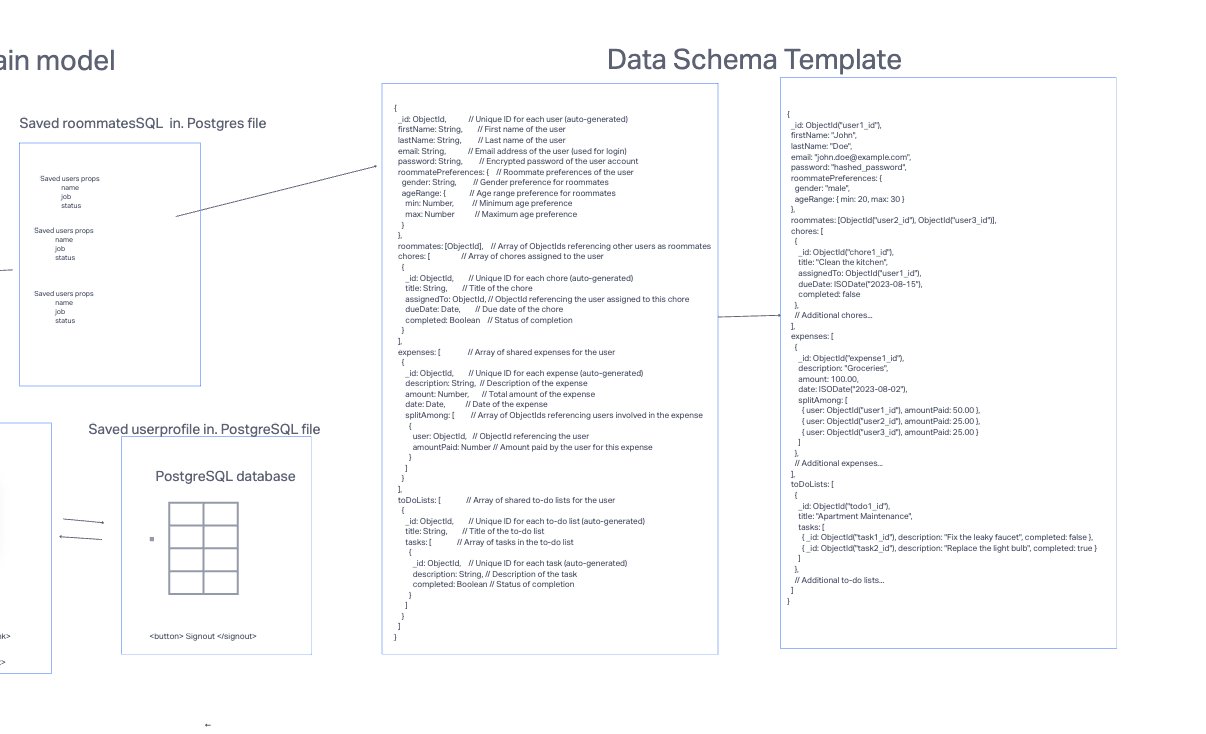 ain model
Data Schema Template
Saved roommatesSQL in. Postgres file
Saved users props
name
job
status
Saved users props
name
job
status
Saved users props
name
job
status
Saved userprofile in. PostgreSQL file
PostgreSQL database
<button> Signout </signout>
nk>
>
{
_id: ObjectId, // Unique ID for each user (auto-generated)
firstName: String, // First name of the user
lastName: String, // Last name of the user
email: String, // Email address of the user (used for login)
password: String, // Encrypted password of the user account
roommatePreferences: { // Roommate preferences of the user
gender: String, // Gender preference for roommates
ageRange: { // Age range preference for roommates
min: Number, // Minimum age preference
max: Number // Maximum age preference
}
},
roommates: [ObjectId], // Array of ObjectIds referencing other users as roommates
chores: [ // Array of chores assigned to the user
{
_id: ObjectId, // Unique ID for each chore (auto-generated)
title: String, // Title of the chore
assignedTo: ObjectId, // ObjectId referencing the user assigned to this chore
dueDate: Date, // Due date of the chore
completed: Boolean // Status of completion
}
],
expenses: [ // Array of shared expenses for the user
{
_id: ObjectId, // Unique ID for each expense (auto-generated)
description: String, // Description of the expense
amount: Number, // Total amount of the expense
date: Date, // Date of the expense
splitAmong: [ // Array of ObjectIds referencing users involved in the expense
{
user: ObjectId, // ObjectId referencing the user
amountPaid: Number // Amount paid by the user for this expense
}
]
}
],
toDoLists: [ // Array of shared to-do lists for the user
{
_id: ObjectId, // Unique ID for each to-do list (auto-generated)
title: String, // Title of the to-do list
tasks: [ // Array of tasks in the to-do list
{
_id: ObjectId, // Unique ID for each task (auto-generated)
description: String, // Description of the task
completed: Boolean // Status of completion
}
]
}
]
}
{
_id: ObjectId("user1_id"),
firstName: "John",
lastName: "Doe",
email: "john.doe@example.com",
password: "hashed_password",
roommatePreferences: {
gender: "male",
ageRange: { min: 20, max: 30 }
},
roommates: [ObjectId("user2_id"), ObjectId("user3_id")],
chores: [
{
_id: ObjectId("chore1_id"),
title: "Clean the kitchen",
assignedTo: ObjectId("user1_id"),
dueDate: ISODate("2023-08-15"),
completed: false
},
// Additional chores...
],
expenses: [
{
_id: ObjectId("expense1_id"),
description: "Groceries",
amount: 100.00,
date: ISODate("2023-08-02"),
splitAmong: [
{ user: ObjectId("user1_id"), amountPaid: 50.00 },
{ user: ObjectId("user2_id"), amountPaid: 25.00 },
{ user: ObjectId("user3_id"), amountPaid: 25.00 }
]
},
// Additional expenses...
],
toDoLists: [
{
_id: ObjectId("todo1_id"),
title: "Apartment Maintenance",
tasks: [
{ _id: ObjectId("task1_id"), description: "Fix the leaky faucet", completed: false },
{ _id: ObjectId("task2_id"), description: "Replace the light bulb", completed: true }
]
},
// Additional to-do lists...
]
}